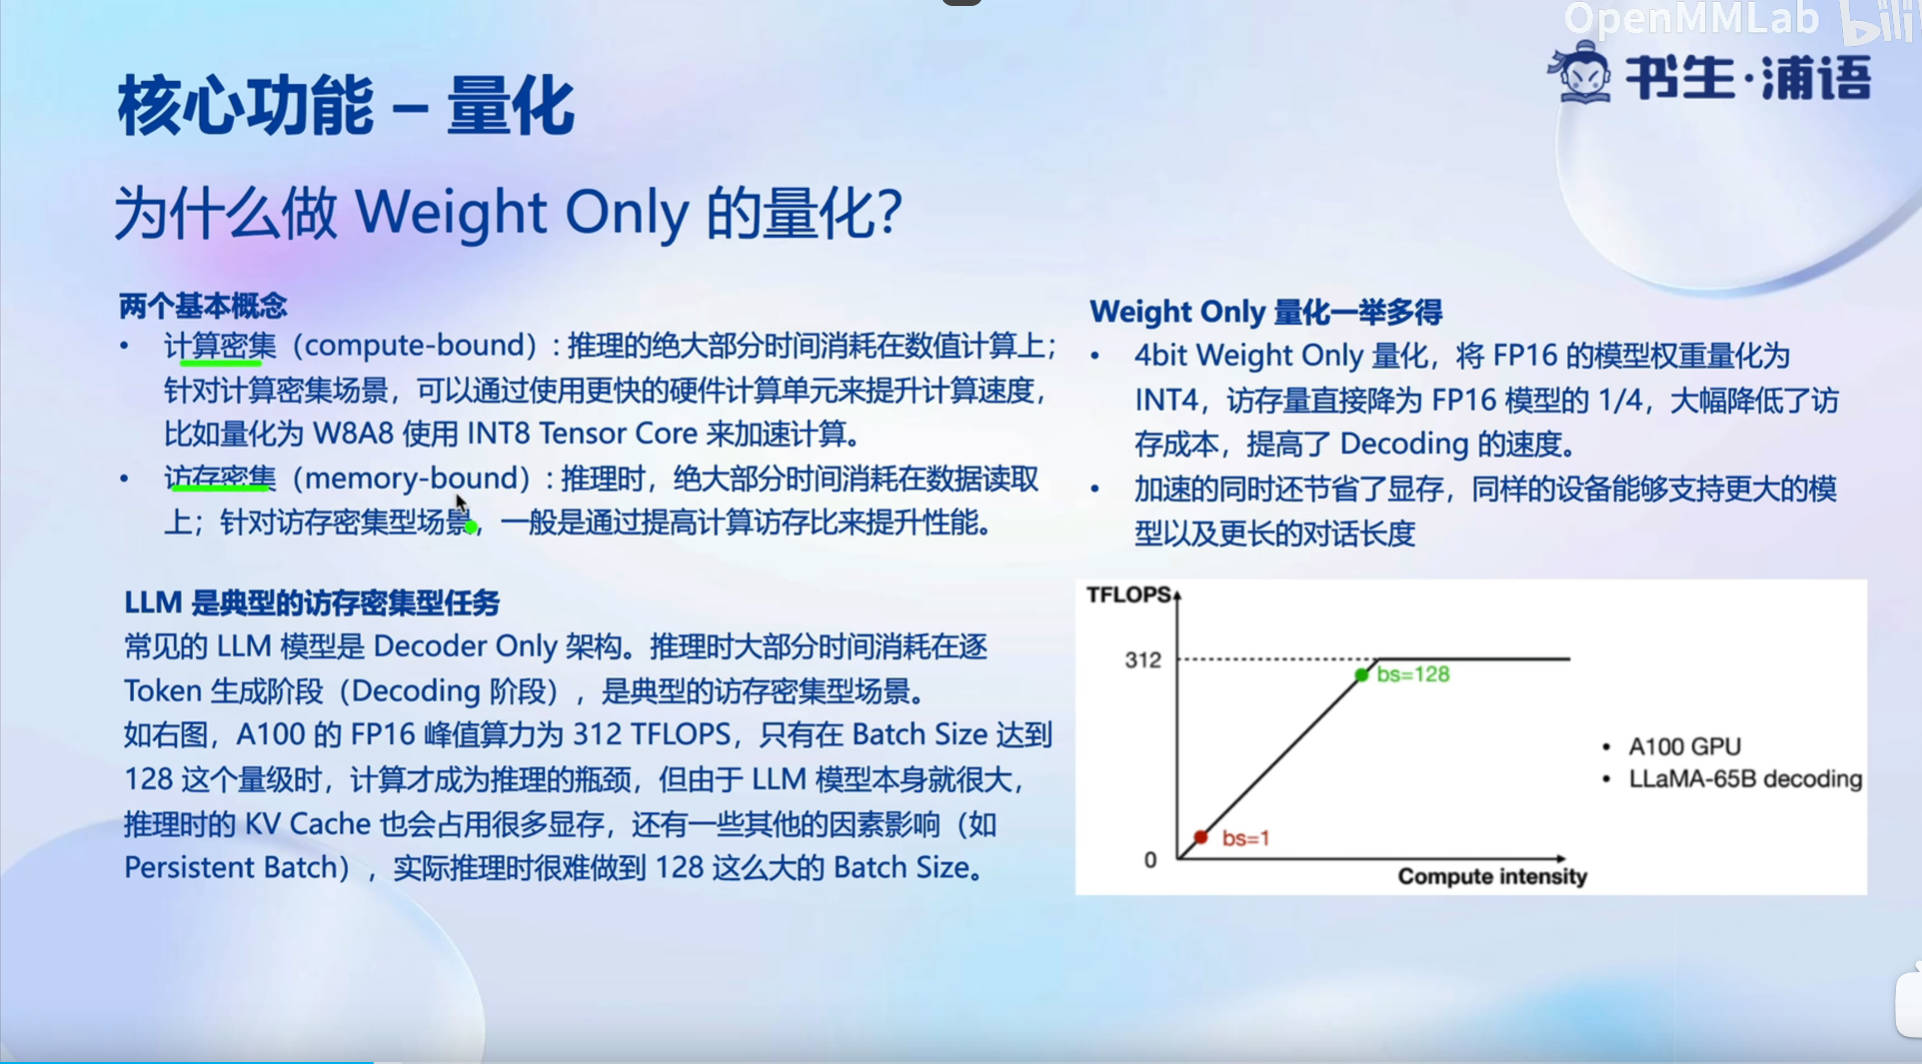 OpenMMLab bili
书生·浦语
核心功能 – 量化
为什么做 Weight Only 的量化?
两个基本概念
• 计算密集（compute-bound）: 推理的绝大部分时间消耗在数值计算上；
针对计算密集场景，可以通过使用更快的硬件计算单元来提升计算速度，
比如量化为 W8A8 使用 INT8 Tensor Core 来加速计算。
• 访存密集（memory-bound）: 推理时，绝大部分时间消耗在数据读取
上；针对访存密集型场景，一般是通过提高计算访存比来提升性能。
LLM 是典型的访存密集型任务
常见的 LLM 模型是 Decoder Only 架构。推理时大部分时间消耗在逐
Token 生成阶段（Decoding 阶段），是典型的访存密集型场景。
如右图，A100 的 FP16 峰值算力为 312 TFLOPS，只有在 Batch Size 达到
128 这个量级时，计算才成为推理的瓶颈，但由于 LLM 模型本身就很大，
推理时的 KV Cache 也会占用很多显存，还有一些其他的因素影响（如
Persistent Batch），实际推理时很难做到 128 这么大的 Batch Size。
Weight Only 量化一举多得
• 4bit Weight Only 量化，将 FP16 的模型权重量化为
INT4，访存量直接降为 FP16 模型的 1/4，大幅降低了访
存成本，提高了 Decoding 的速度。
• 加速的同时还节省了显存，同样的设备能够支持更大的模
型以及更长的对话长度
TFLOPS
312
bs=128
• A100 GPU
• LLaMA-65B decoding
bs=1
0
Compute intensity